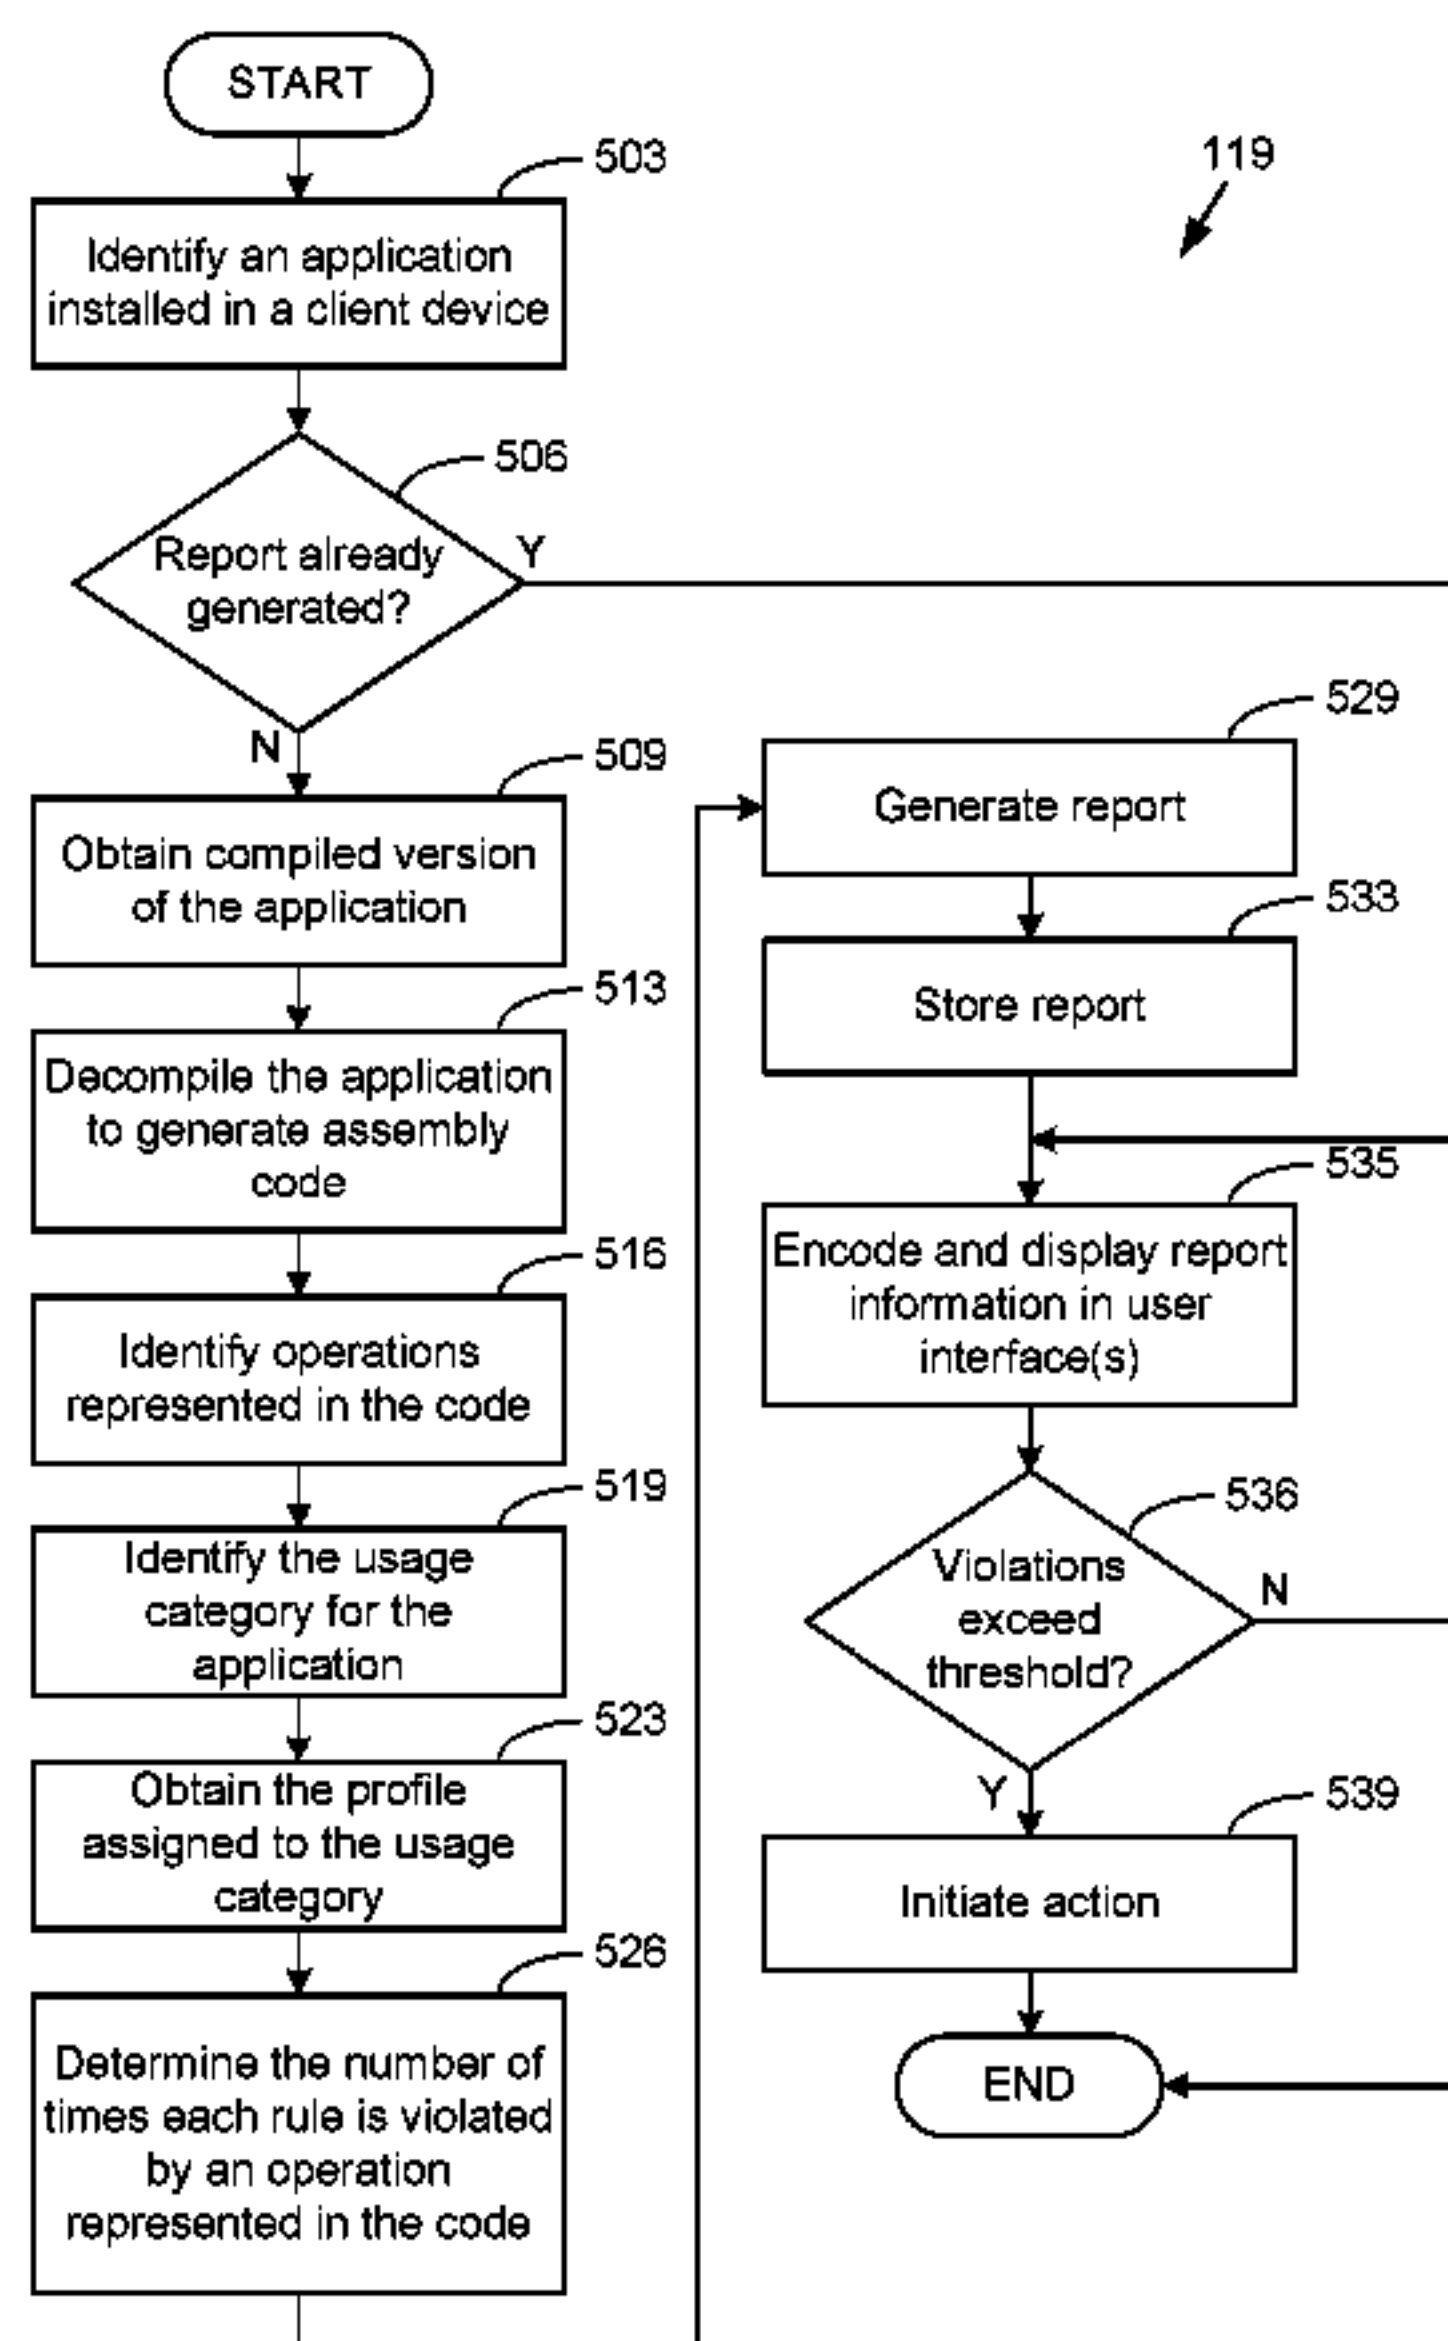 START
503
Identify an application
installed in a client device
506
Report already
generated?
Y
N
509
Obtain compiled version
of the application
513
Decompile the application
to generate assembly
code
516
Identify operations
represented in the code
519
Identify the usage
category for the
application
523
Obtain the profile
assigned to the usage
category
526
Determine the number of
times each rule is violated
by an operation
represented in the code
119
529
Generate report
533
Store report
535
Encode and display report
information in user
interface(s)
536
Violations
exceed
threshold?
N
Y
539
Initiate action
END